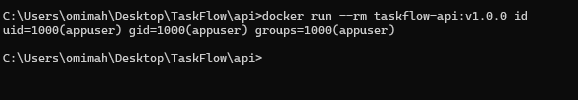 C:\Users\omimah\Desktop\TaskFlow\api>docker run --rm taskflow-api:v1.0.0 id
uid=1000(appuser) gid=1000(appuser) groups=1000(appuser)
C:\Users\omimah\Desktop\TaskFlow\api>